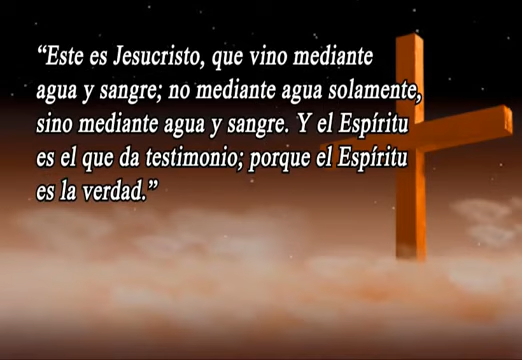 “Este es Jesucristo, que vino mediante
agua y sangre; no mediante agua solamente,
sino mediante agua y sangre. Y el Espíritu
es el que da testimonio; porque el Espíritu
es la verdad.”